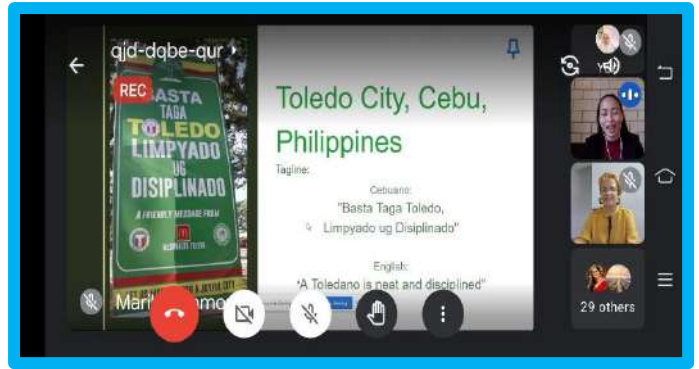 qjd-dqbe-qur
REC
BASTA
TAGA
TOLEDO
LIMPYADO
UG
DISIPLINADO
A FRIENDLY MESSAGE FROM
Toledo City, Cebu,
Philippines
Tagline:
Cebuano:
"Basta Taga Toledo,
Limpyado ug Disiplinado"
English:
"A Toledano is neat and disciplined"
29 others